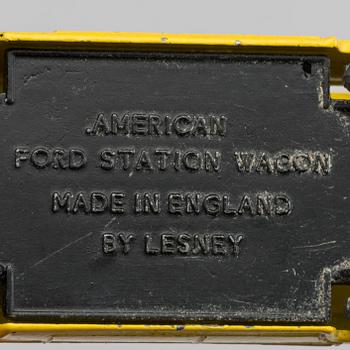 AMERICAN
FORD STATION WAGON
MADE IN ENGLAND
BY LESNEY